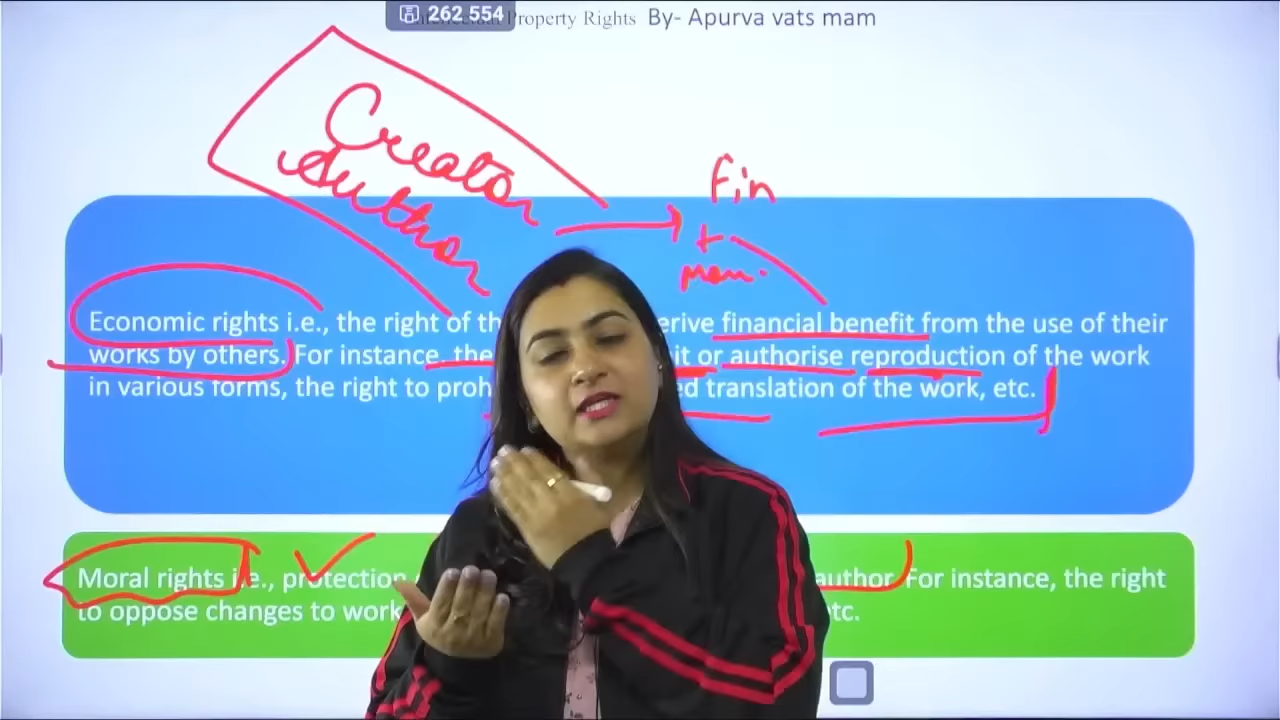 262 554
Property Rights By- Apurva vats mam
Creator
Author
Fin
+
Economic rights i.e., the right of th erive financial benefit from the use of their
works by others. For instance, the it or authorise reproduction of the work
in various forms, the right to proh ed translation of the work, etc.
Moral rights i.e., protection author. For instance, the right
to oppose changes to work etc.